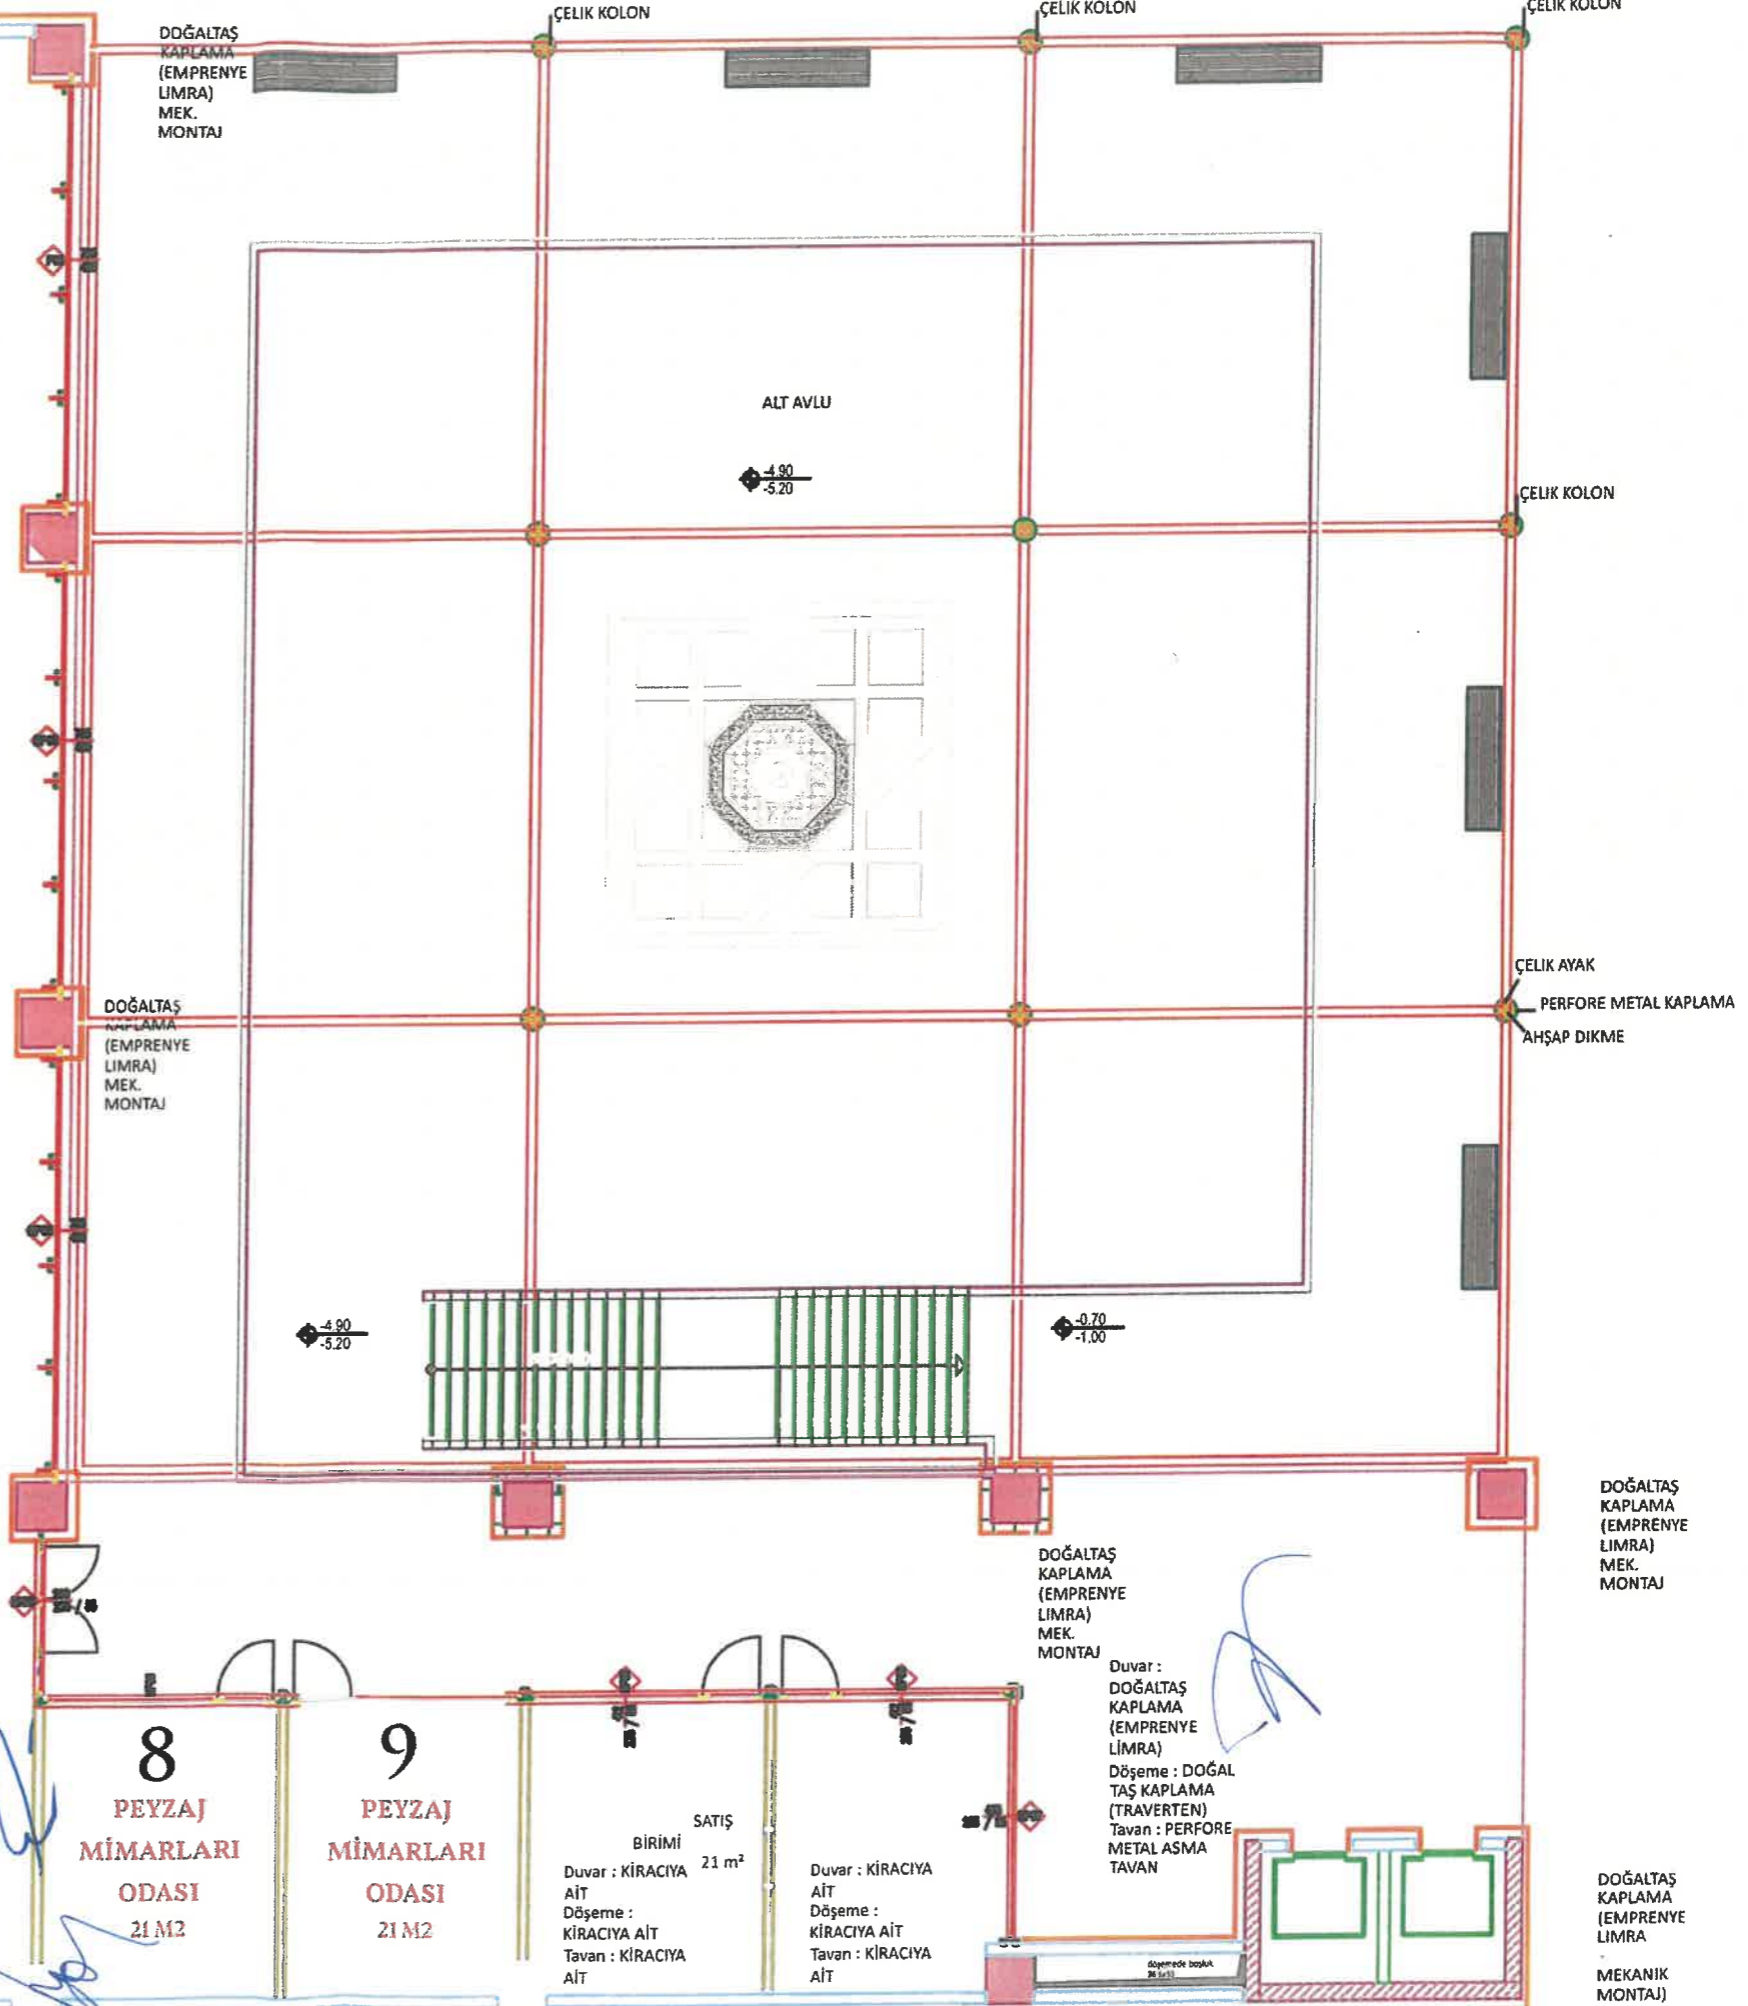 ÇELIK KOLON
ÇELIK KOLON
ÇELIK KOLON
DOĞALTAŞ
KAPLAMA
(EMPRENYE
LIMRA)
MEK.
MONTAJ
ALT AVLU
-4.90
-5.20
ÇELIK KOLON
ÇELIK AYAK
PERFORE METAL KAPLAMA
AHŞAP DIKME
DOĞALTAŞ
KAPLAMA
(EMPRENYE
LIMRA)
MEK.
MONTAJ
-4.90
-5.20
-0.70
-1.00
DOĞALTAŞ
KAPLAMA
(EMPRENYE
LIMRA)
MEK.
MONTAJ
DOĞALTAŞ
KAPLAMA
(EMPRENYE
LIMRA)
MEK.
MONTAJ
Duvar :
DOĞALTAŞ
KAPLAMA
(EMPRENYE
LİMRA)
Döşeme : DOĞAL
TAŞ KAPLAMA
(TRAVERTEN)
Tavan : PERFORE
METAL ASMA
TAVAN
8
PEYZAJ
MİMARLARI
ODASI
21 M2
9
PEYZAJ
MİMARLARI
ODASI
21 M2
SATIŞ
BİRİMİ
21 m²
Duvar : KİRACIYA
AİT
Döşeme :
KİRACIYA AİT
Tavan : KİRACIYA
AİT
Duvar : KİRACIYA
AİT
Döşeme :
KİRACIYA AİT
Tavan : KİRACIYA
AİT
döşemede boşluk
DOĞALTAŞ
KAPLAMA
(EMPRENYE
LIMRA
-
MEKANIK
MONTAJ)